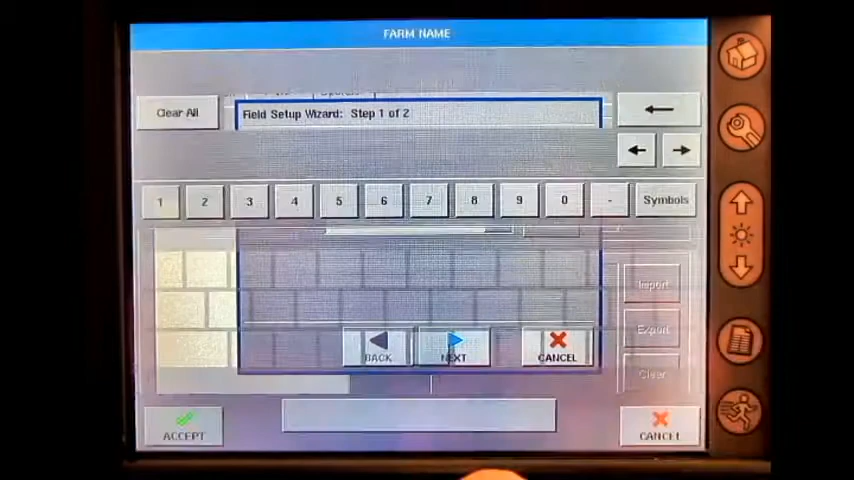 FARM NAME
Clear All
Field Setup Wizard: Step 1 of 2
1 2 3 4 5 6 7 8 9 0 - Symbols
Import
Export
Clear
BACK NEXT CANCEL
ACCEPT CANCEL